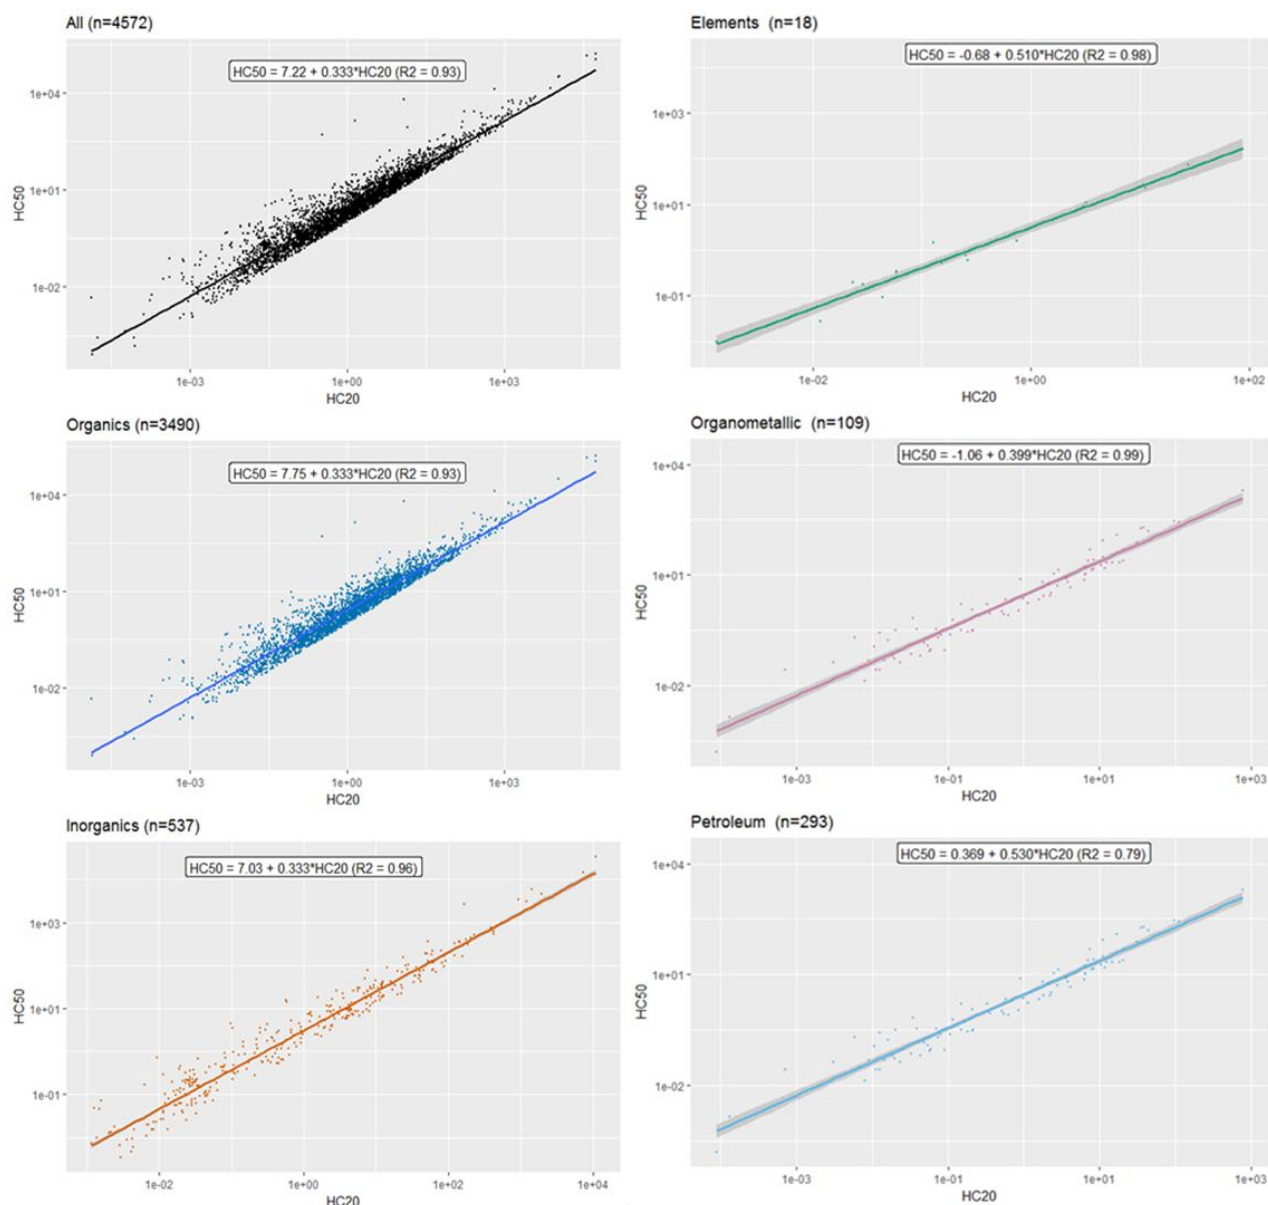 All (n=4572)
HC50 = 7.22 + 0.333*HC20 (R2 = 0.93)
1e+04
1e+01
1e-02
HC50
1e-03
1e+00
1e+03
HC20
Elements (n=18)
HC50 = -0.68 + 0.510*HC20 (R2 = 0.98)
1e+03
1e+01
1e-01
HC50
1e-02
1e+00
1e+02
HC20
Organics (n=3490)
HC50 = 7.75 + 0.333*HC20 (R2 = 0.93)
1e+04
1e+01
1e-02
HC50
1e-03
1e+00
1e+03
HC20
Organometallic (n=109)
HC50 = -1.06 + 0.399*HC20 (R2 = 0.99)
1e+04
1e+01
1e-02
HC50
1e-03
1e-01
1e+01
1e+03
HC20
Inorganics (n=537)
HC50 = 7.03 + 0.333*HC20 (R2 = 0.96)
1e+03
1e+01
1e-01
HC50
1e-02
1e+00
1e+02
1e+04
HC20
Petroleum (n=293)
HC50 = 0.369 + 0.530*HC20 (R2 = 0.79)
1e+04
1e+01
1e-02
HC50
1e-03
1e-01
1e+01
1e+03
HC20